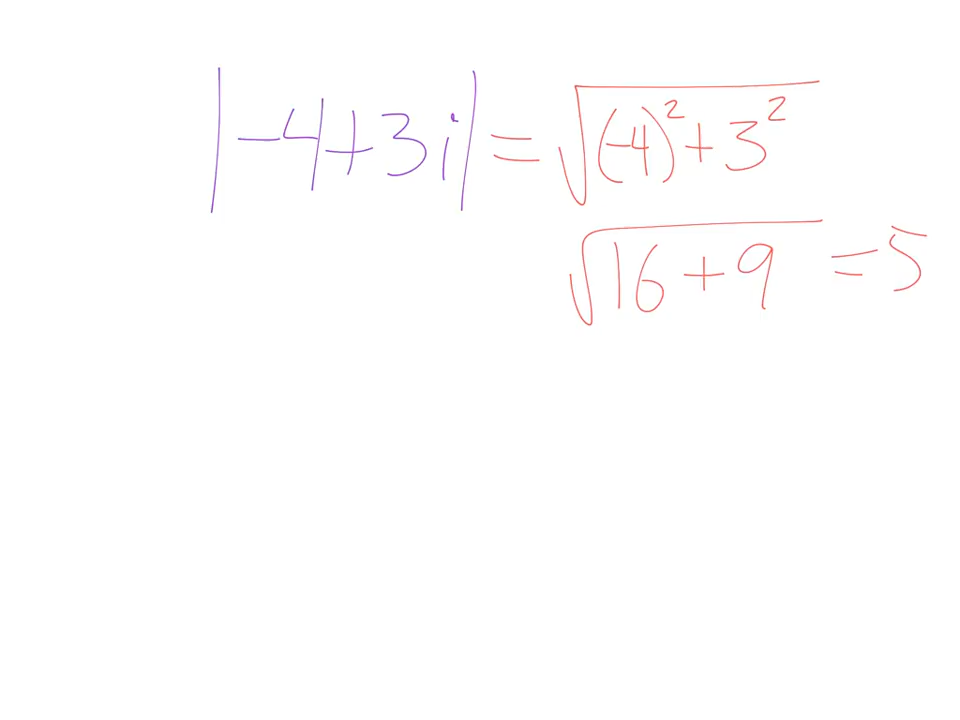 |-4+3i| = √((-4)² + 3²)
√(16 + 9) = 5